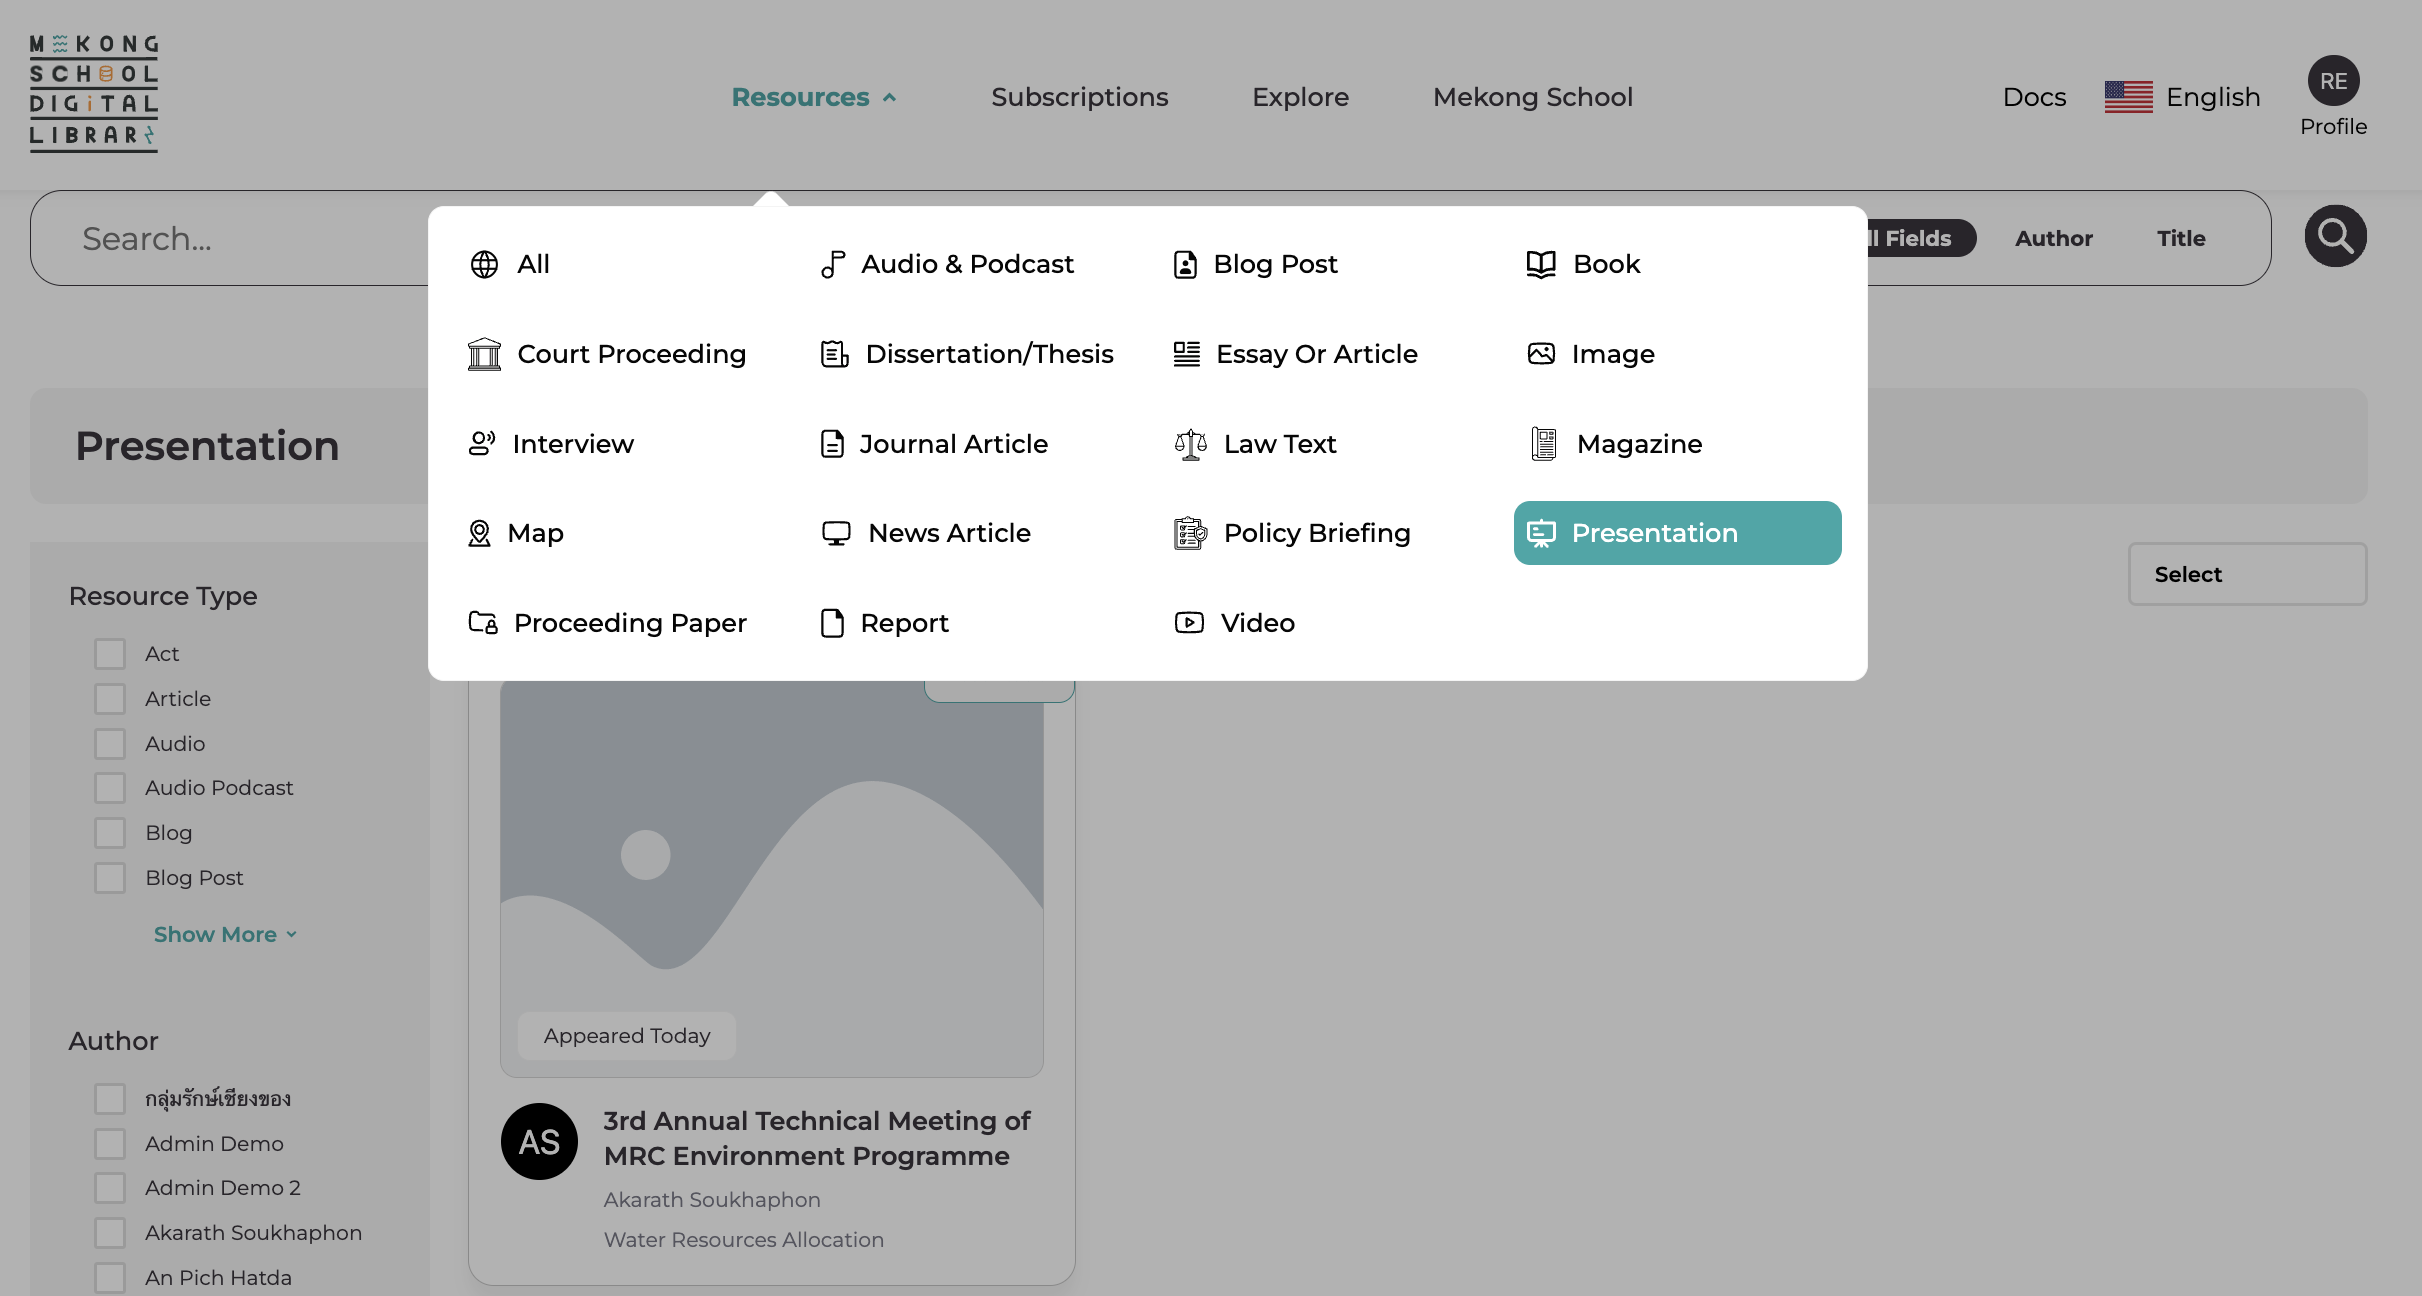 MEKONG
SCHOOL
DIGITAL
LIBRARY
Resources
Subscriptions
Explore
Mekong School
Docs
English
RE
Profile
Search...
ll Fields
Author
Title
All
Audio & Podcast
Blog Post
Book
Court Proceeding
Dissertation/Thesis
Essay Or Article
Image
Interview
Journal Article
Law Text
Magazine
Map
News Article
Policy Briefing
Presentation
Proceeding Paper
Report
Video
Presentation
Select
Resource Type
Act
Article
Audio
Audio Podcast
Blog
Blog Post
Show More
Author
กลุ่มรักษ์เชียงของ
Admin Demo
Admin Demo 2
Akarath Soukhaphon
An Pich Hatda
Appeared Today
AS
3rd Annual Technical Meeting of
MRC Environment Programme
Akarath Soukhaphon
Water Resources Allocation